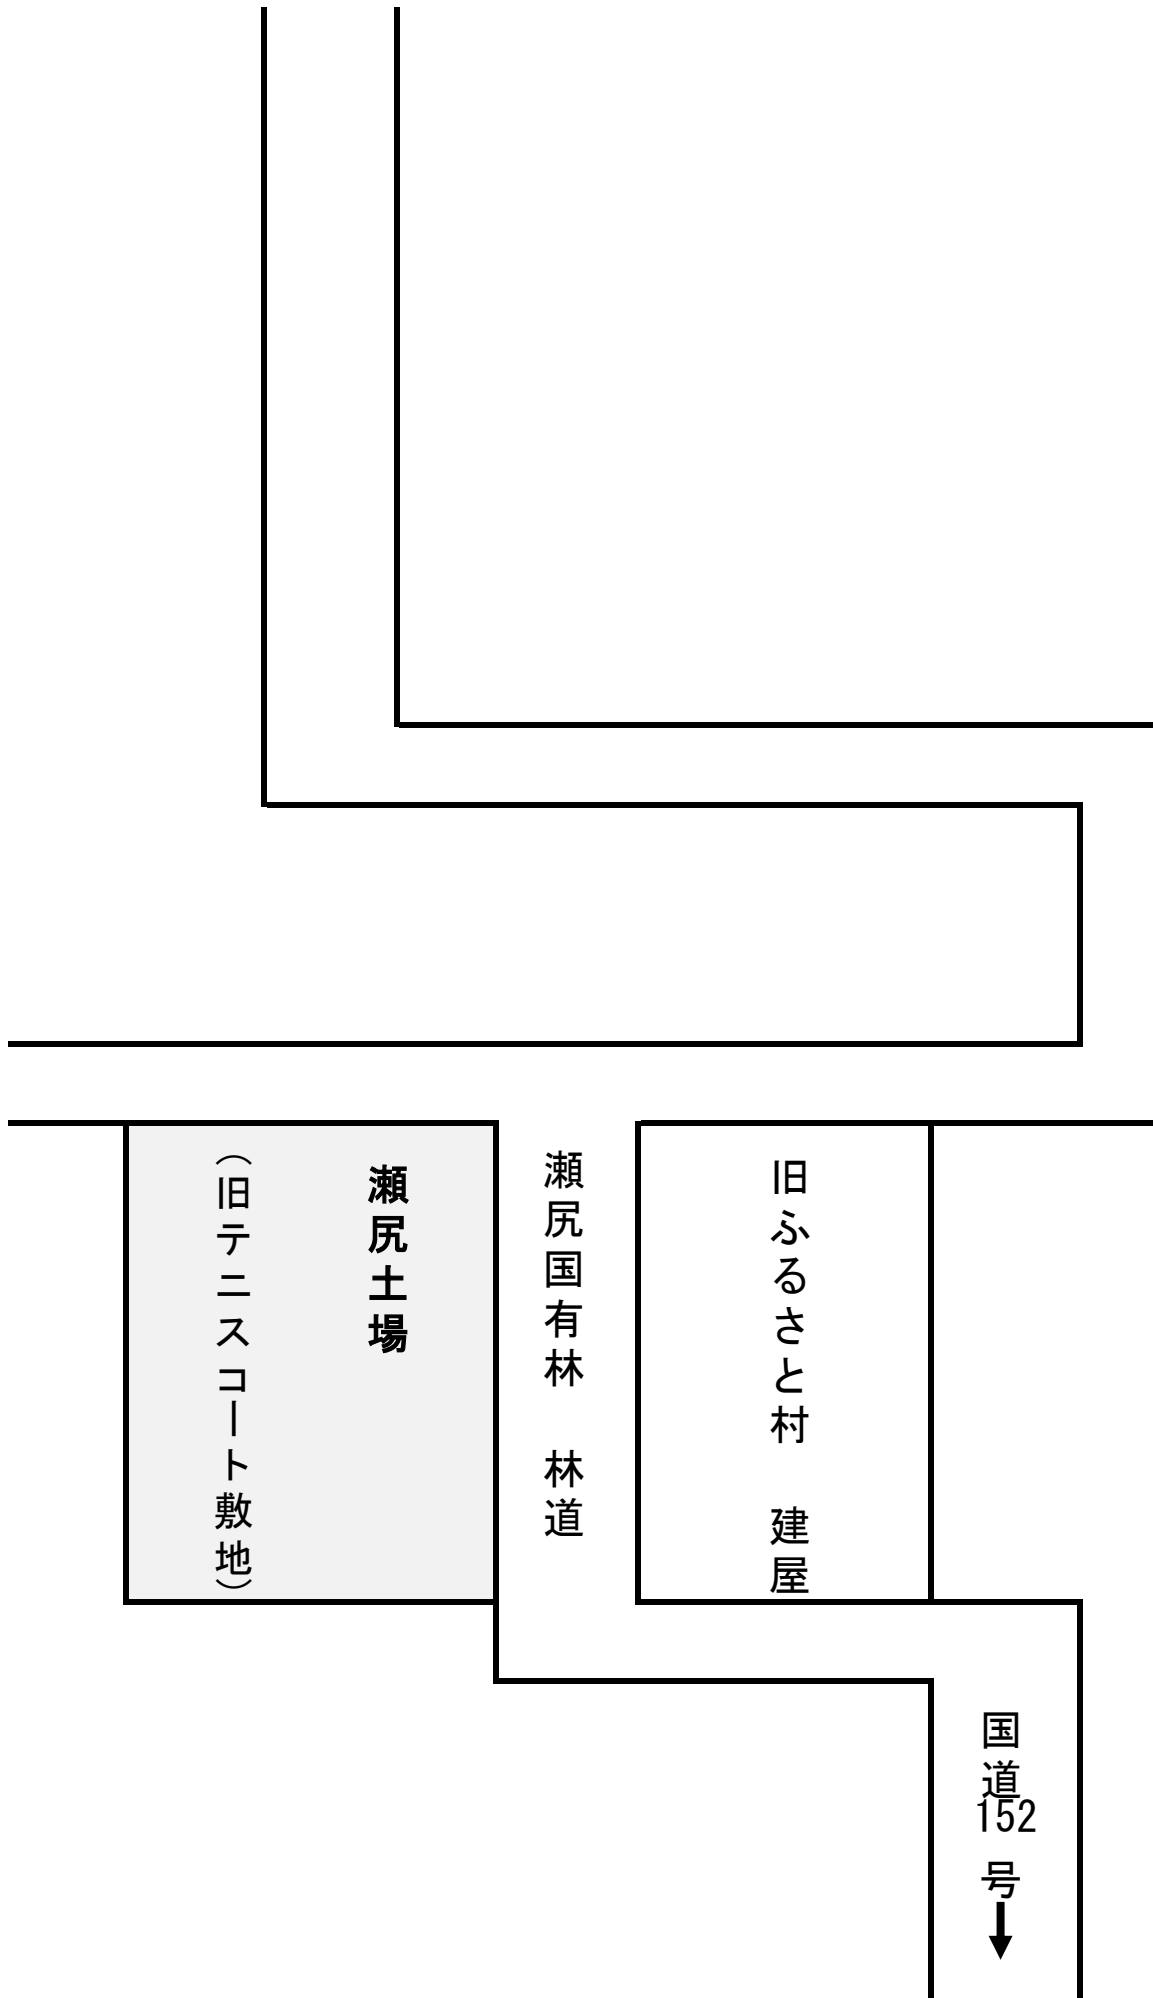 旧ふるさと村　建屋
瀬尻国有林　林道
瀬尻土場
（旧テニスコート敷地）
国道152号